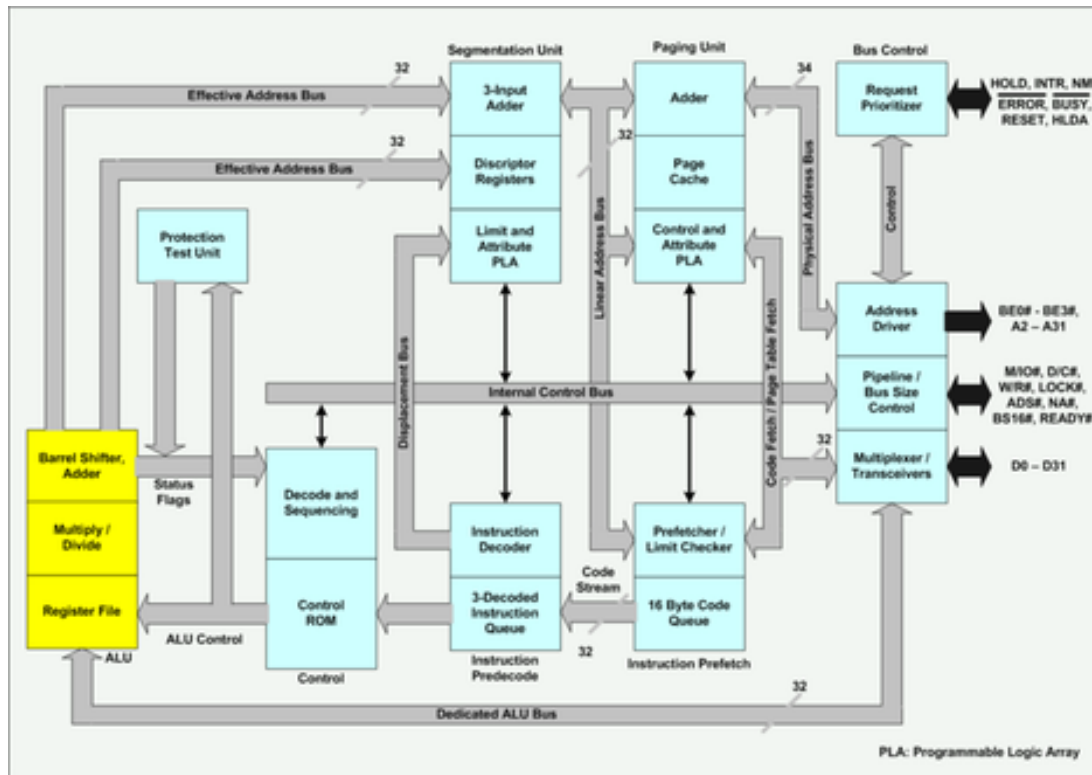 Segmentation Unit
Paging Unit
Bus Control
32
Effective Address Bus
3-Input
Adder
Adder
34
Request
Prioritizer
HOLD, INTR, NMI
ERROR, BUSY,
RESET, HLDA
32
Effective Address Bus
Discriptor
Registers
32
Page
Cache
Protection
Test Unit
Limit and
Attribute
PLA
Linear Address Bus
Control and
Attribute
PLA
Physical Address Bus
Control
Address
Driver
BE0# - BE3#,
A2 – A31
Displacement Bus
Internal Control Bus
Code Fetch / Page Table Fetch
Pipeline /
Bus Size
Control
M/IO#, D/C#,
W/R#, LOCK#,
ADS#, NA#,
BS16#, READY#
Barrel Shifter,
Adder
Status
Flags
Decode and
Sequencing
32
Multiplexer /
Transceivers
D0 – D31
Multiply /
Divide
Instruction
Decoder
Prefetcher /
Limit Checker
Register File
ALU Control
Control
ROM
3-Decoded
Instruction
Queue
Code
Stream
32
16 Byte Code
Queue
ALU
Control
Instruction
Predecode
Instruction Prefetch
32
Dedicated ALU Bus
PLA: Programmable Logic Array